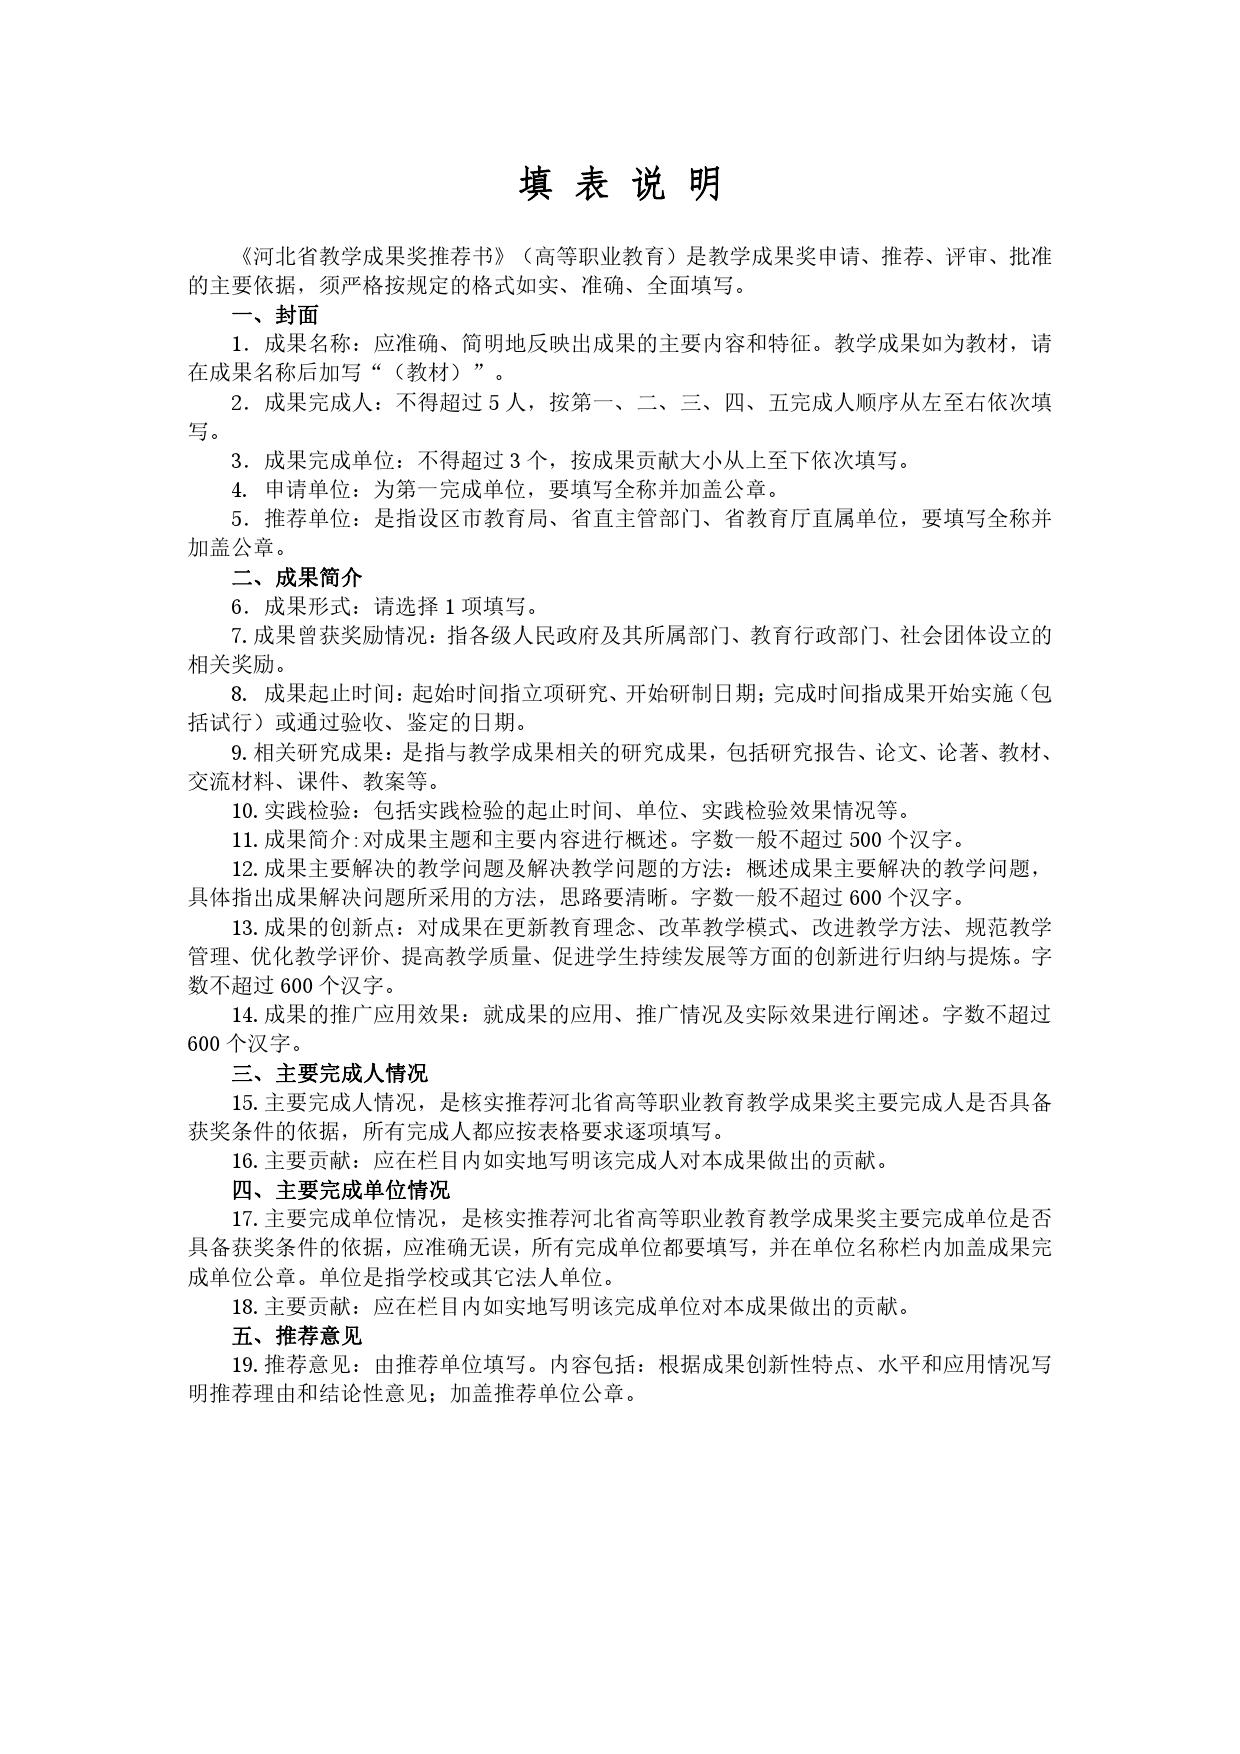 填 表 说 明
《河北省教学成果奖推荐书》（高等职业教育）是教学成果奖申请、推荐、评审、批准
的主要依据，须严格按规定的格式如实、准确、全面填写。
一、封面
1．成果名称：应准确、简明地反映出成果的主要内容和特征。教学成果如为教材，请
在成果名称后加写“（教材）”。
2．成果完成人：不得超过 5 人，按第一、二、三、四、五完成人顺序从左至右依次填
写。
3．成果完成单位：不得超过 3 个，按成果贡献大小从上至下依次填写。
4. 申请单位：为第一完成单位，要填写全称并加盖公章。
5．推荐单位：是指设区市教育局、省直主管部门、省教育厅直属单位，要填写全称并
加盖公章。
二、成果简介
6．成果形式：请选择 1 项填写。
7.成果曾获奖励情况：指各级人民政府及其所属部门、教育行政部门、社会团体设立的
相关奖励。
8. 成果起止时间：起始时间指立项研究、开始研制日期；完成时间指成果开始实施（包
括试行）或通过验收、鉴定的日期。
9.相关研究成果：是指与教学成果相关的研究成果，包括研究报告、论文、论著、教材、
交流材料、课件、教案等。
10.实践检验：包括实践检验的起止时间、单位、实践检验效果情况等。
11.成果简介:对成果主题和主要内容进行概述。字数一般不超过 500 个汉字。
12.成果主要解决的教学问题及解决教学问题的方法：概述成果主要解决的教学问题，
具体指出成果解决问题所采用的方法，思路要清晰。字数一般不超过 600 个汉字。
13.成果的创新点：对成果在更新教育理念、改革教学模式、改进教学方法、规范教学
管理、优化教学评价、提高教学质量、促进学生持续发展等方面的创新进行归纳与提炼。字
数不超过 600 个汉字。
14.成果的推广应用效果：就成果的应用、推广情况及实际效果进行阐述。字数不超过
600 个汉字。
三、主要完成人情况
15.主要完成人情况，是核实推荐河北省高等职业教育教学成果奖主要完成人是否具备
获奖条件的依据，所有完成人都应按表格要求逐项填写。
16.主要贡献：应在栏目内如实地写明该完成人对本成果做出的贡献。
四、主要完成单位情况
17.主要完成单位情况，是核实推荐河北省高等职业教育教学成果奖主要完成单位是否
具备获奖条件的依据，应准确无误，所有完成单位都要填写，并在单位名称栏内加盖成果完
成单位公章。单位是指学校或其它法人单位。
18.主要贡献：应在栏目内如实地写明该完成单位对本成果做出的贡献。
五、推荐意见
19.推荐意见：由推荐单位填写。内容包括：根据成果创新性特点、水平和应用情况写
明推荐理由和结论性意见；加盖推荐单位公章。